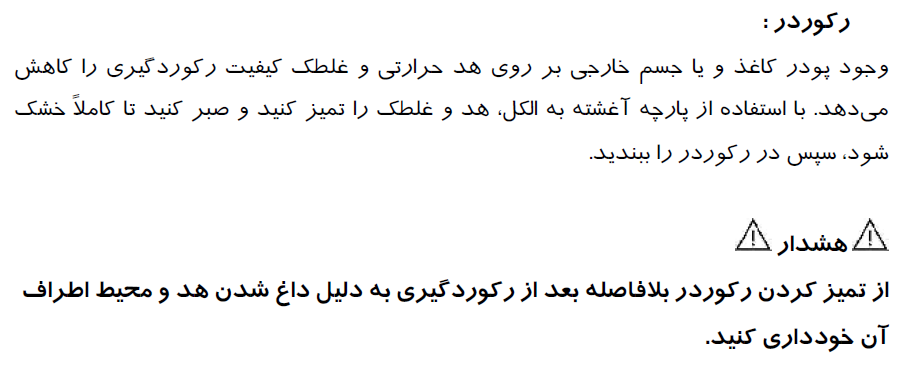 رکوردر :
وجود پودر کاغذ و یا جسم خارجی بر روی هد حرارتی و غلطک کیفیت رکوردگیری را کاهش
می‌دهد. با استفاده از پارچه آغشته به الکل، هد و غلطک را تمیز کنید و صبر کنید تا کاملاً خشک
شود، سپس در رکوردر را ببندید.
⚠ هشدار ⚠
از تمیز کردن رکوردر بلافاصله بعد از رکوردگیری به دلیل داغ شدن هد و محیط اطراف
آن خودداری کنید.